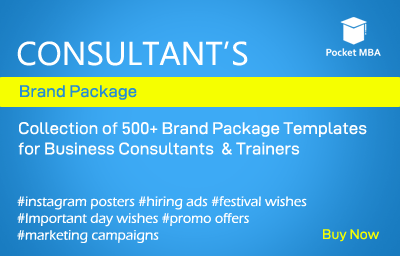 CONSULTANT'S
Pocket MBA
Brand Package
Collection of 500+ Brand Package Templates
for Business Consultants & Trainers
#instagram posters #hiring ads #festival wishes
#Important day wishes #promo offers
#marketing campaigns
Buy Now